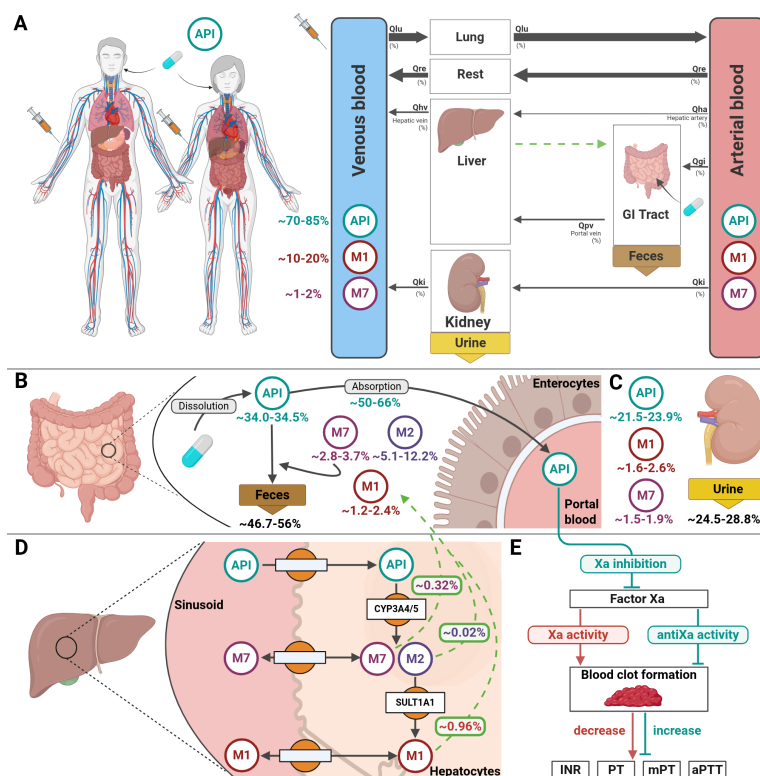 A
API
Venous blood
Arterial blood
Qlu
(%)
Lung
Qlu
(%)
Qre
(%)
Rest
Qre
(%)
Qhv
Hepatic vein
(%)
Liver
Qha
Hepatic artery
(%)
Qgi
(%)
GI Tract
Feces
Qpv
Portal vein
(%)
~70-85%
API
API
~10-20%
M1
M1
~1-2%
M7
M7
Qki
(%)
Kidney
Qki
(%)
Urine
B
Dissolution
API
~34.0-34.5%
Absorption
~50-66%
Enterocytes
M7
~2.8-3.7%
M2
~5.1-12.2%
M1
~1.2-2.4%
Feces
~46.7-56%
API
Portal
blood
C
API
~21.5-23.9%
M1
~1.6-2.6%
M7
~1.5-1.9%
Urine
~24.5-28.8%
D
Sinusoid
API
API
~0.32%
CYP3A4/5
~0.02%
M7
M7
M2
SULT1A1
~0.96%
M1
M1
Hepatocytes
E
Xa inhibition
Factor Xa
Xa activity
antiXa activity
Blood clot formation
decrease
increase
INR
PT
mPT
aPTT